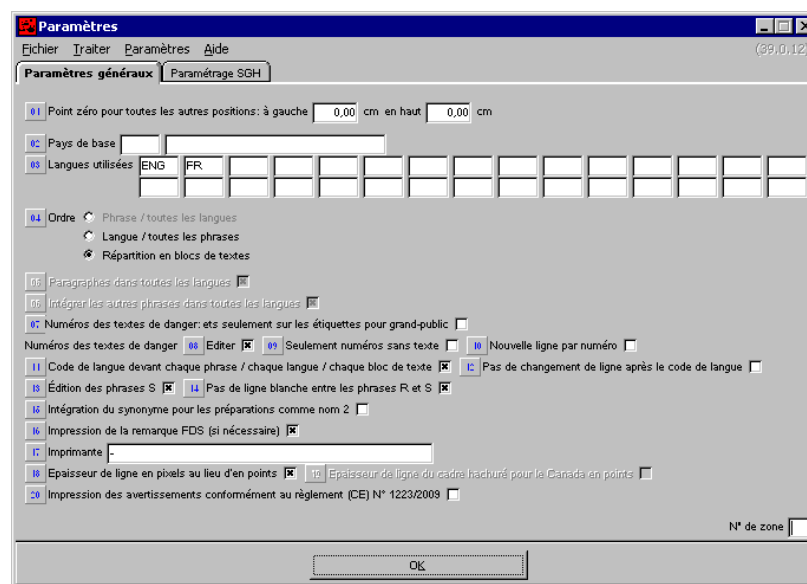 Paramètres
Fichier Traiter Paramètres Aide (39.0.12)
Paramètres généraux Paramétrage SGH
01 Point zéro pour toutes les autres positions: à gauche 0,00 cm en haut 0,00 cm
02 Pays de base
03 Langues utilisées ENG FR
04 Ordre Phrase / toutes les langues
Langue / toutes les phrases
Répartition en blocs de textes
05 Paragraphes dans toutes les langues
06 Intégrer les autres phrases dans toutes les langues
07 Numéros des textes de danger: ets seulement sur les étiquettes pour grand-public
Numéros des textes de danger 08 Editer 09 Seulement numéros sans texte 10 Nouvelle ligne par numéro
11 Code de langue devant chaque phrase / chaque langue / chaque bloc de texte 12 Pas de changement de ligne après le code de langue
13 Édition des phrases S 14 Pas de ligne blanche entre les phrases R et S
15 Intégration du synonyme pour les préparations comme nom 2
16 Impression de la remarque FDS (si nécessaire)
17 Imprimante -
18 Epaisseur de ligne en pixels au lieu d'en points 19 Epaisseur de ligne du cadre hachuré pour le Canada en points
20 Impression des avertissements conformément au règlement (CE) N° 1223/2009
N° de zone
OK